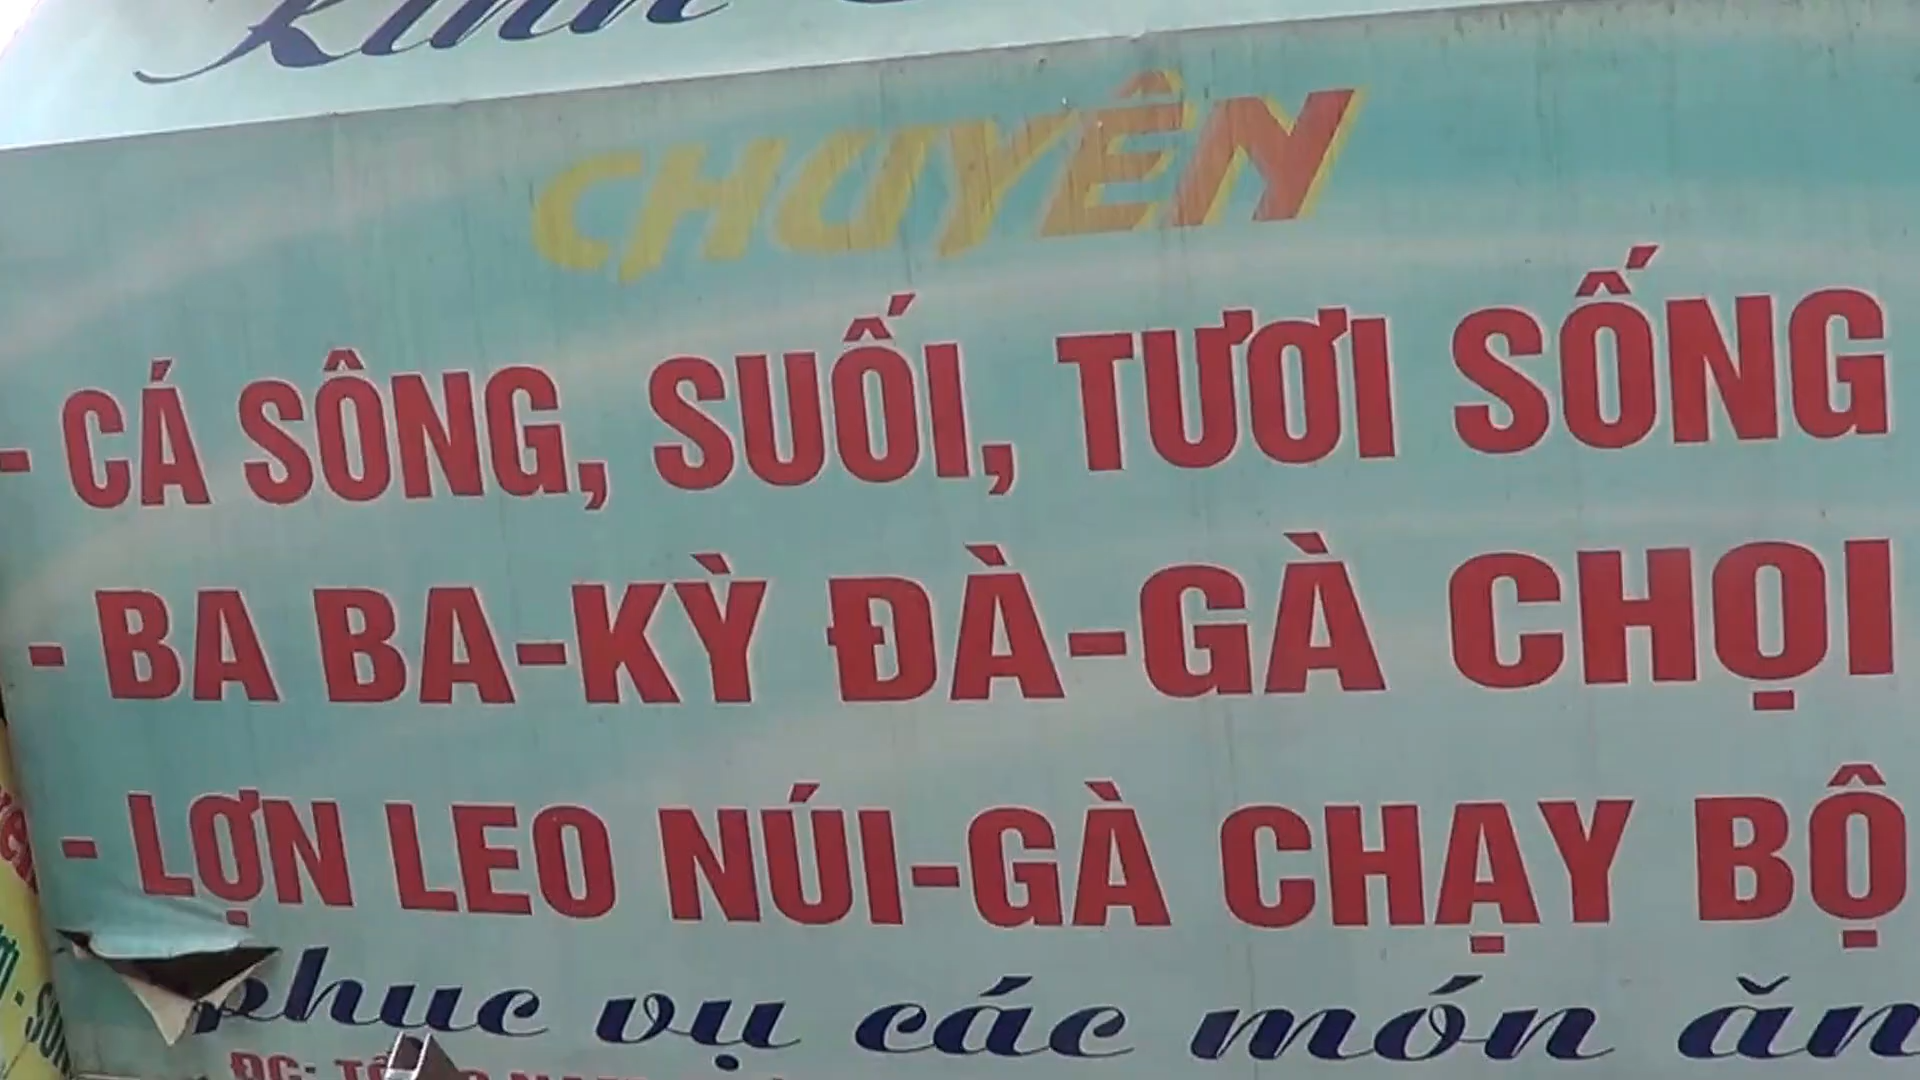 CHUYÊN
- CÁ SÔNG, SUỐI, TƯƠI SỐNG
- BA BA-KỲ ĐÀ-GÀ CHỌI
- LỢN LEO NÚI-GÀ CHẠY BỘ
phục vụ các món ăn
ĐC: